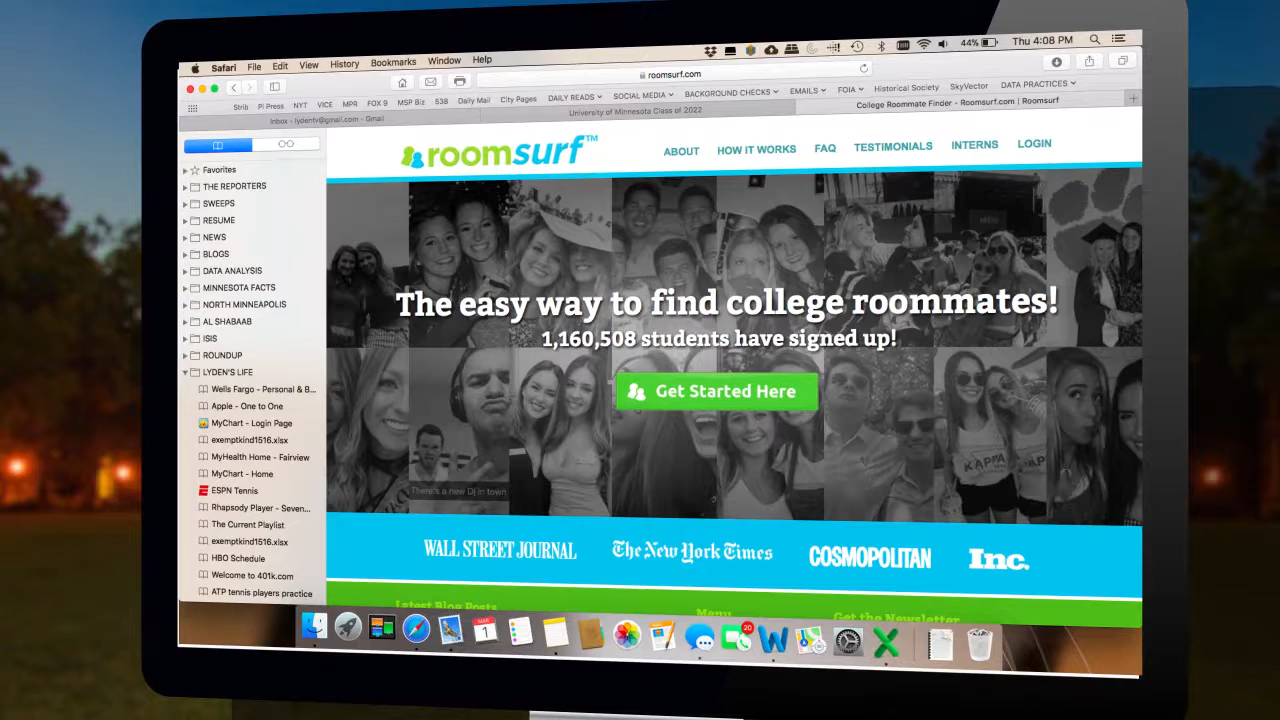 Safari File Edit View History Bookmarks Window Help
44% Thu 4:08 PM
roomsurf.com
Strib Pi Press NYT VICE MPR FOX 9 MSP Biz 538 Daily Mail City Pages DAILY READS SOCIAL MEDIA BACKGROUND CHECKS EMAILS FOIA Historical Society SkyVector DATA PRACTICES
Inbox - lydentv@gmail.com - Gmail
University of Minnesota Class of 2022
College Roommate Finder - Roomsurf.com | Roomsurf
Favorites
THE REPORTERS
SWEEPS
RESUME
NEWS
BLOGS
DATA ANALYSIS
MINNESOTA FACTS
NORTH MINNEAPOLIS
AL SHABAAB
ISIS
ROUNDUP
LYDEN'S LIFE
Wells Fargo - Personal & B...
Apple - One to One
MyChart - Login Page
exemptkind1516.xlsx
MyHealth Home - Fairview
MyChart - Home
ESPN Tennis
Rhapsody Player - Seven...
The Current Playlist
exemptkind1516.xlsx
HBO Schedule
Welcome to 401k.com
ATP tennis players practice
roomsurf™
ABOUT HOW IT WORKS FAQ TESTIMONIALS INTERNS LOGIN
The easy way to find college roommates!
1,160,508 students have signed up!
Get Started Here
KAPPA
KAPPA
There's a new Dj in town
WALL STREET JOURNAL The New York Times COSMOPOLITAN Inc.
Latest Blog Posts Menu Get the Newsletter
MAR
1
20